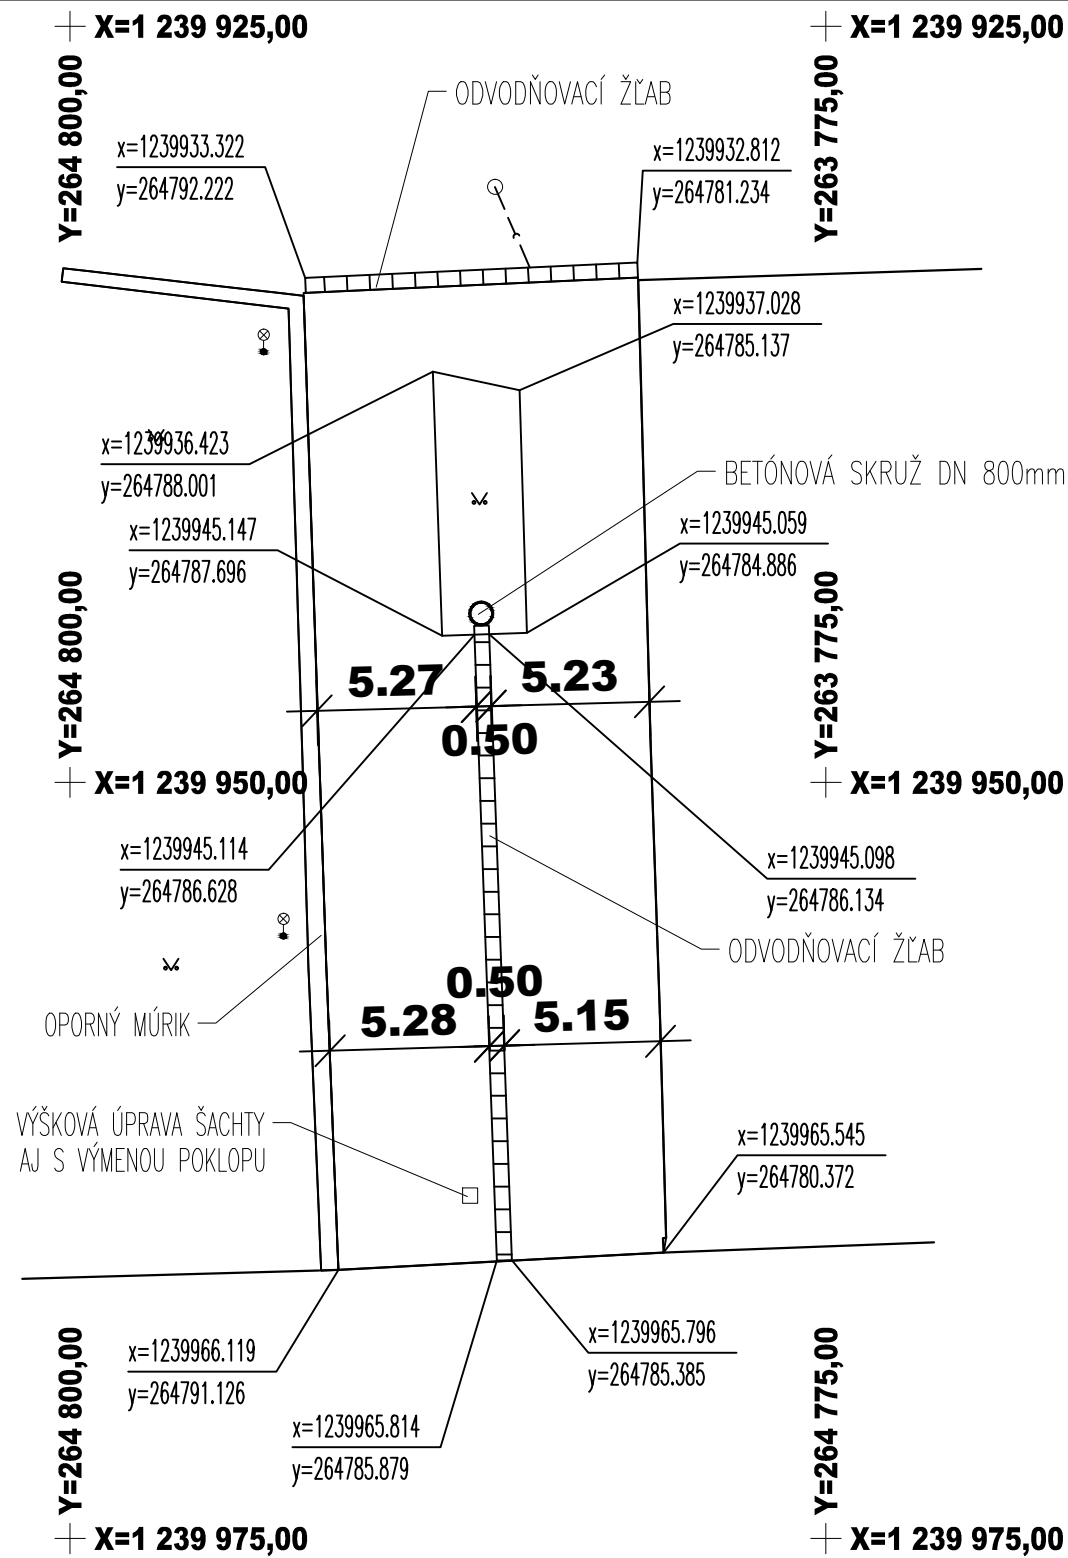 X=1 239 925,00
X=1 239 925,00
Y=264 800,00
Y=263 775,00
ODVODŇOVACÍ ŽĽAB
x=1239933.322
y=264792.222
x=1239932.812
y=264781.234
x=1239937.028
y=264785.137
x=1239936.423
y=264788.001
BETÓNOVÁ SKRUŽ DN 800mm
x=1239945.147
y=264787.696
x=1239945.059
y=264784.886
Y=264 800,00
Y=263 775,00
5.27
5.23
0.50
X=1 239 950,00
X=1 239 950,00
x=1239945.114
y=264786.628
x=1239945.098
y=264786.134
ODVODŇOVACÍ ŽĽAB
0.50
5.28
5.15
OPORNÝ MÚRIK
VÝŠKOVÁ ÚPRAVA ŠACHTY
AJ S VÝMENOU POKLOPU
x=1239965.545
y=264780.372
x=1239966.119
y=264791.126
x=1239965.796
y=264785.385
x=1239965.814
y=264785.879
Y=264 800,00
Y=264 775,00
X=1 239 975,00
X=1 239 975,00